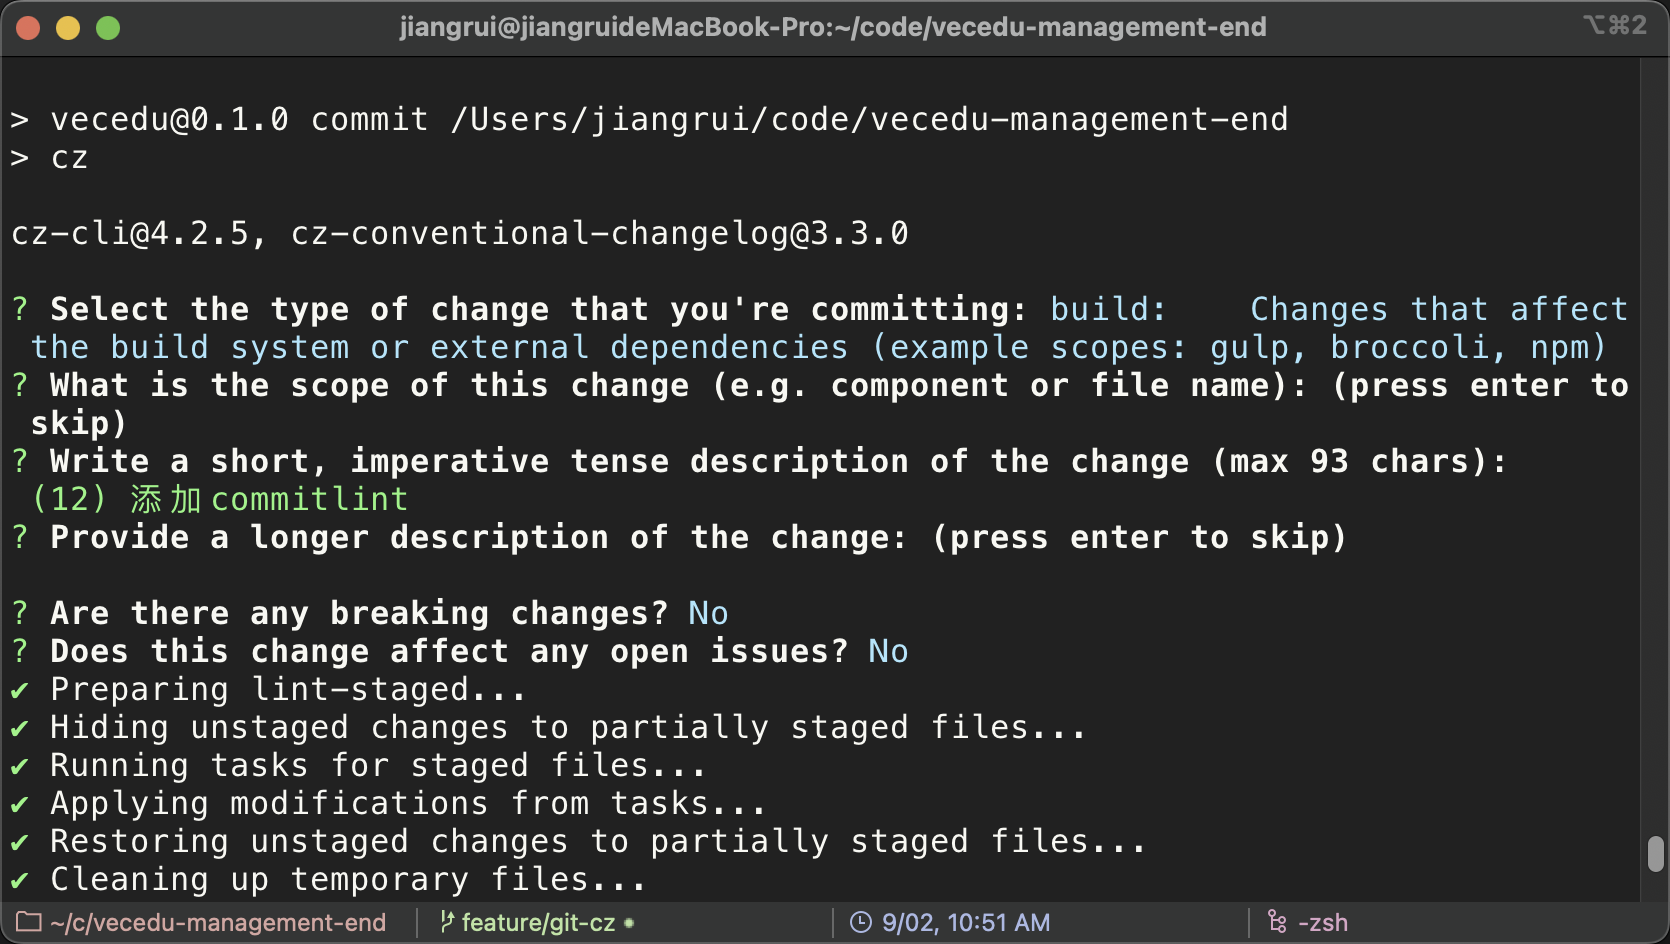 jiangrui@jiangruideMacBook-Pro:~/code/vecedu-management-end
⌥⌘2
> vecedu@0.1.0 commit /Users/jiangrui/code/vecedu-management-end
> cz
cz-cli@4.2.5, cz-conventional-changelog@3.3.0
? Select the type of change that you're committing: build:    Changes that affect
the build system or external dependencies (example scopes: gulp, broccoli, npm)
? What is the scope of this change (e.g. component or file name): (press enter to
skip)
? Write a short, imperative tense description of the change (max 93 chars):
(12) 添加commitlint
? Provide a longer description of the change: (press enter to skip)
? Are there any breaking changes? No
? Does this change affect any open issues? No
✔ Preparing lint-staged...
✔ Hiding unstaged changes to partially staged files...
✔ Running tasks for staged files...
✔ Applying modifications from tasks...
✔ Restoring unstaged changes to partially staged files...
✔ Cleaning up temporary files...
~/c/vecedu-management-end
feature/git-cz •
9/02, 10:51 AM
-zsh